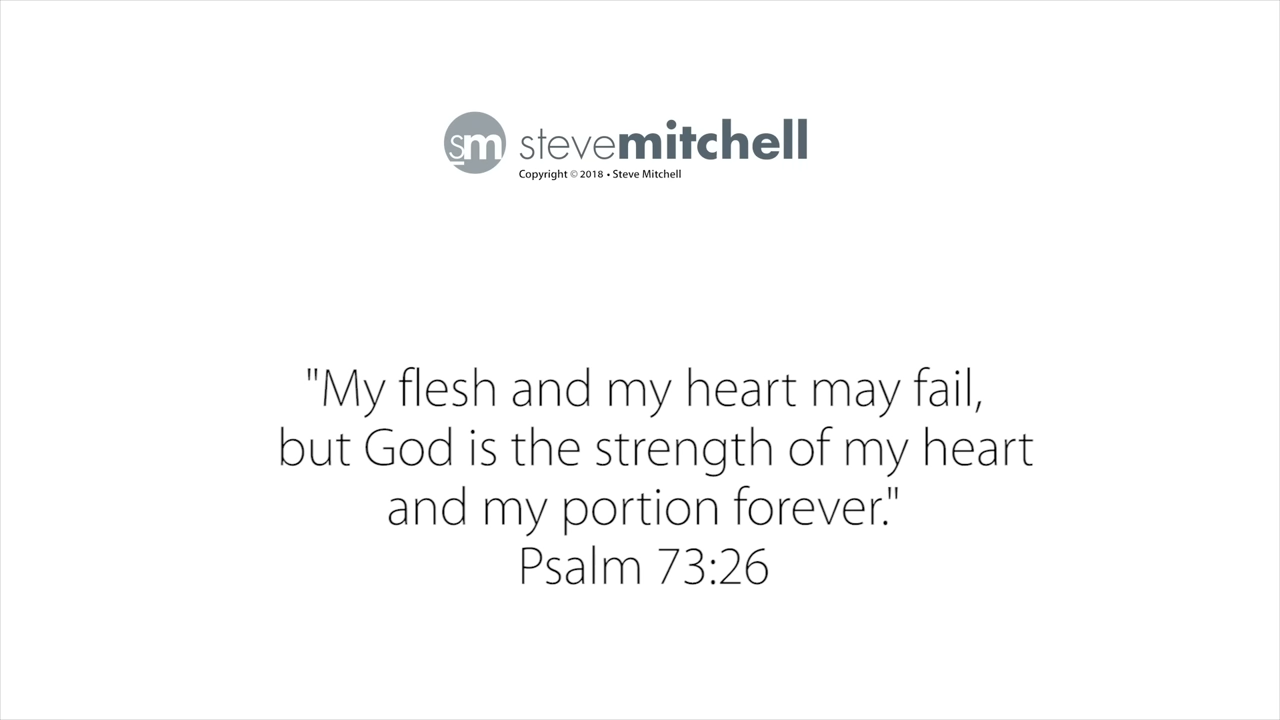 sm stevemitchell
Copyright © 2018 • Steve Mitchell
"My flesh and my heart may fail,
but God is the strength of my heart
and my portion forever."
Psalm 73:26